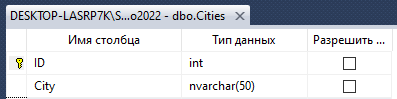 DESKTOP-LASRP7K\S...o2022 - dbo.Cities
Имя столбца Тип данных Разрешить ...
ID int
City nvarchar(50)